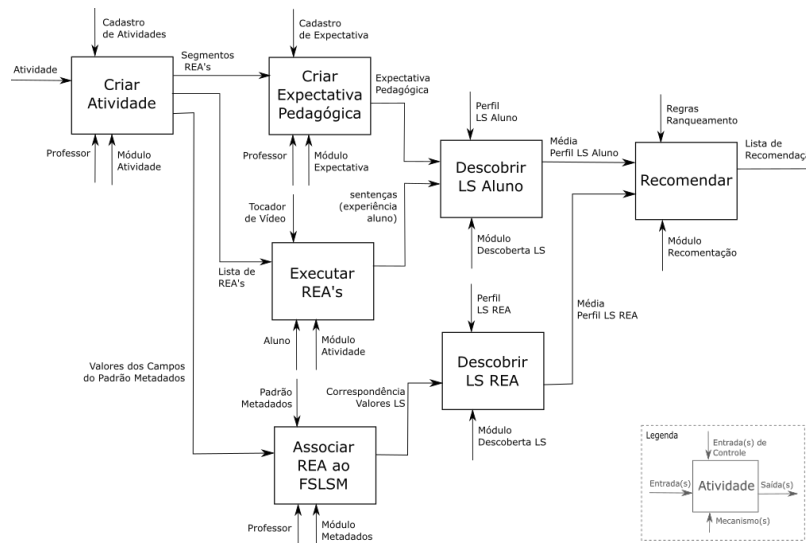 Cadastro
de Atividades
Cadastro
de Expectativa
Atividade
Segmentos
REA's
Criar
Atividade
Criar
Expectativa
Pedagógica
Expectativa
Pedagógica
Perfil
LS Aluno
Regras
Ranqueamento
Professor
Módulo
Atividade
Professor
Módulo
Expectativa
Descobrir
LS Aluno
Média
Perfil LS Aluno
Recomendar
Lista de
Recomendaç
Tocador
de Vídeo
sentenças
(experiência
aluno)
Módulo
Descoberta LS
Módulo
Recomentação
Lista de
REA's
Executar
REA's
Perfil
LS REA
Média
Perfil LS REA
Aluno
Módulo
Atividade
Descobrir
LS REA
Valores dos Campos
do Padrão Metadados
Padrão
Metadados
Correspondência
Valores LS
Módulo
Descoberta LS
Associar
REA ao
FSLSM
Professor
Módulo
Metadados
Legenda
Entrada(s) de
Controle
Entrada(s)
Atividade
Saída(s)
Mecanismo(s)